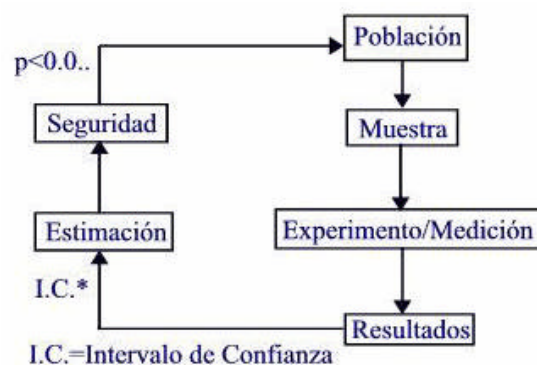 Población
p<0.0..
Seguridad
Muestra
Estimación
Experimento/Medición
I.C.*
Resultados
I.C.=Intervalo de Confianza